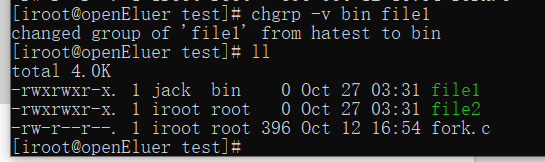 [iroot@openEluer test]# chgrp -v bin file1
changed group of 'file1' from hatest to bin
[iroot@openEluer test]# ll
total 4.0K
-rwxrwxr-x. 1 jack  bin    0 Oct 27 03:31 file1
-rwxrwxr-x. 1 iroot root   0 Oct 27 03:31 file2
-rw-r--r--. 1 iroot root 396 Oct 12 16:54 fork.c
[iroot@openEluer test]#